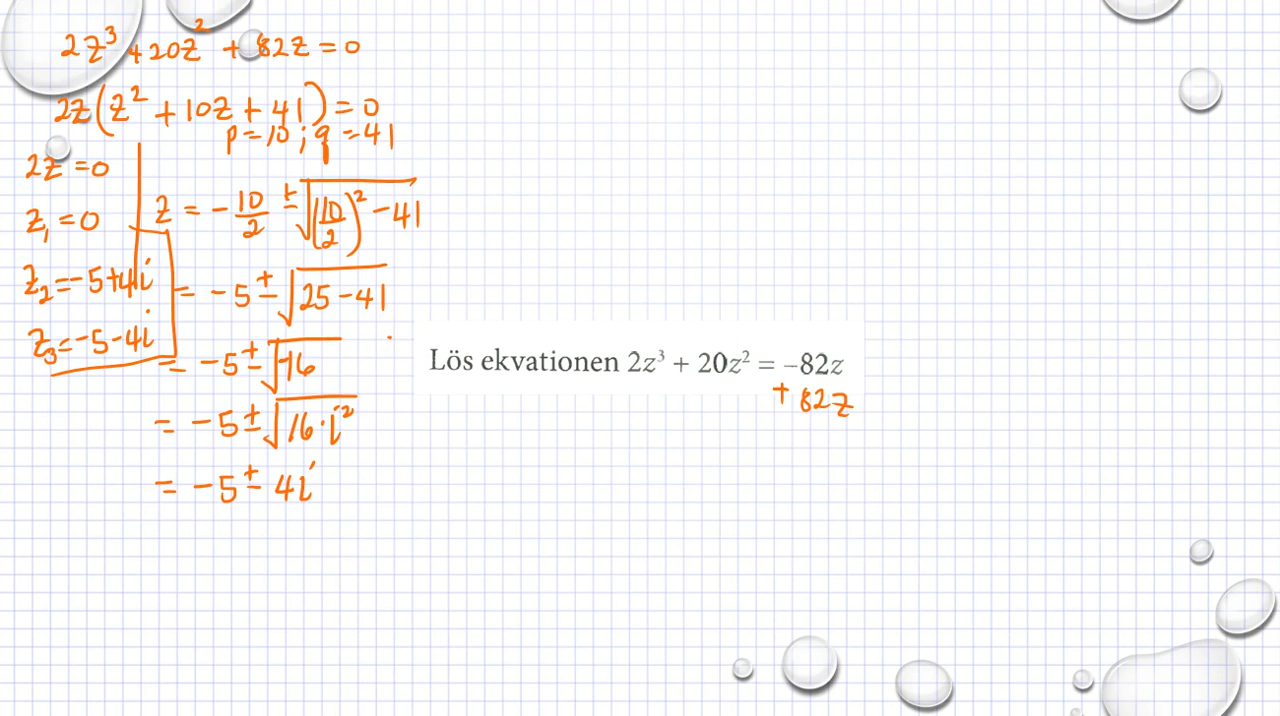 2z³ + 20z² + 82z = 0
2z(z² + 10z + 41) = 0
p = 10 ; q = 41
2z = 0
z₁ = 0
z₂ = -5+4i
z₃ = -5-4i
z = -10/2 ± √((10/2)² - 41)
= -5 ± √(25 - 41)
= -5 ± √(-16)
= -5 ± √(16·i²)
= -5 ± 4i
Lös ekvationen 2z³ + 20z² = –82z
+ 82z